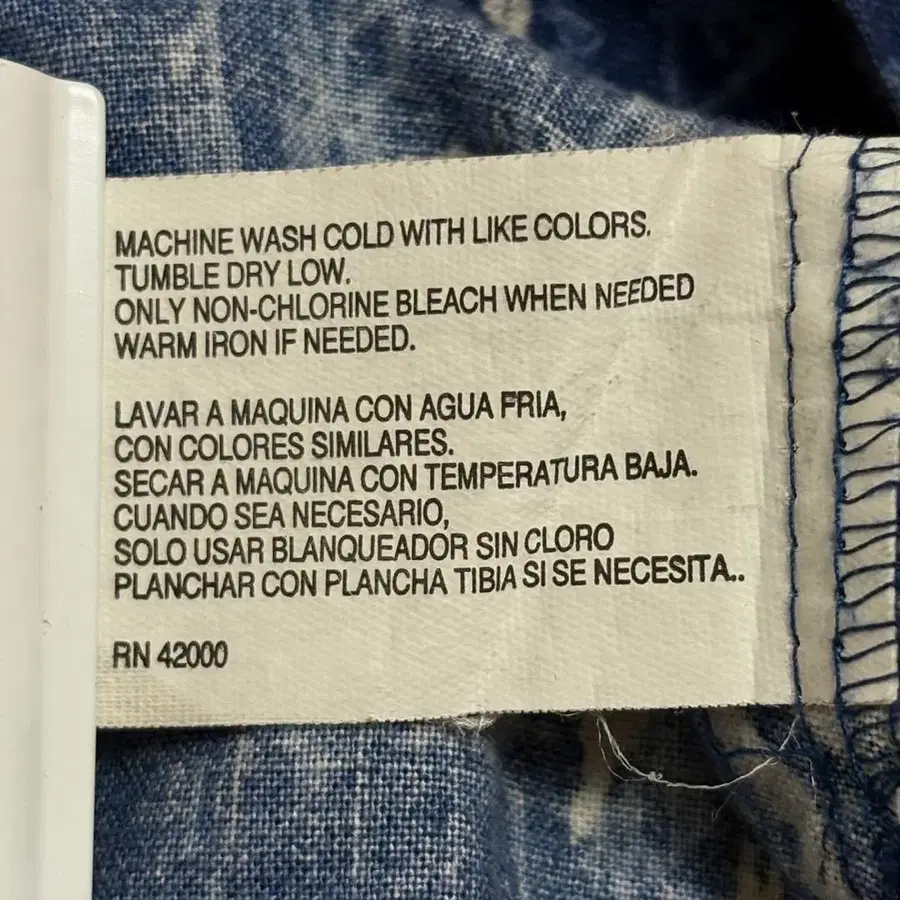 MACHINE WASH COLD WITH LIKE COLORS.
TUMBLE DRY LOW.
ONLY NON-CHLORINE BLEACH WHEN NEEDED
WARM IRON IF NEEDED.
LAVAR A MAQUINA CON AGUA FRIA,
CON COLORES SIMILARES.
SECAR A MAQUINA CON TEMPERATURA BAJA.
CUANDO SEA NECESARIO,
SOLO USAR BLANQUEADOR SIN CLORO
PLANCHAR CON PLANCHA TIBIA SI SE NECESITA..
RN 42000